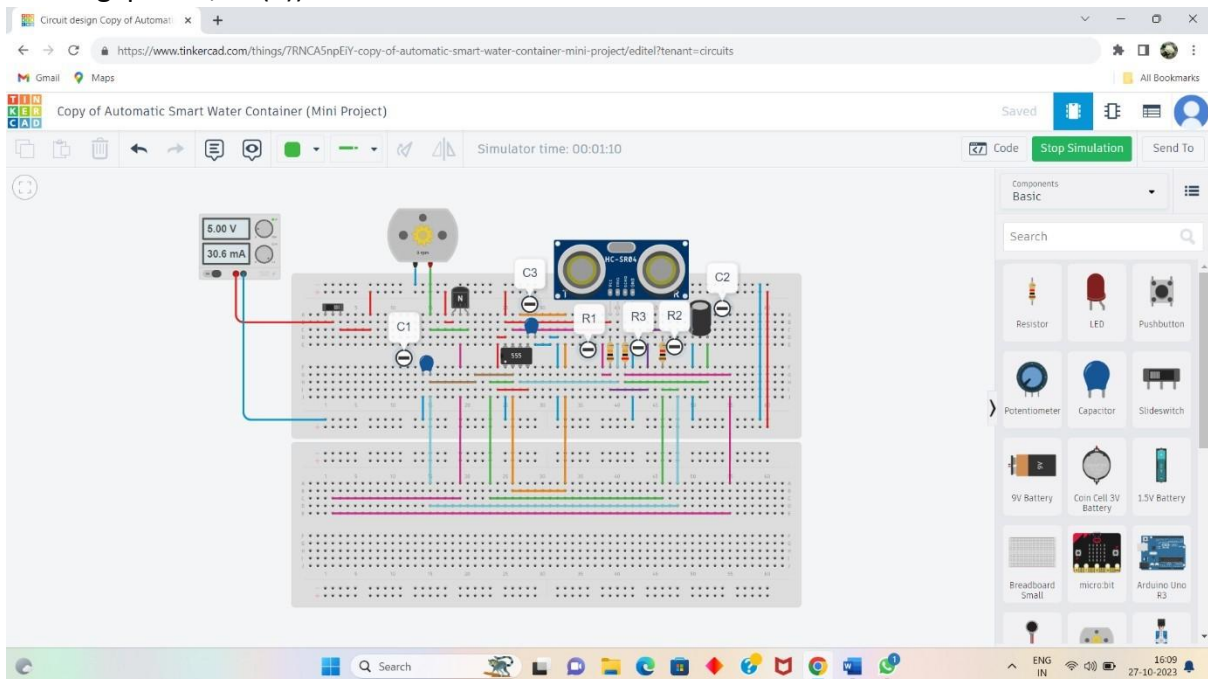 Circuit design Copy of Automati
https://www.tinkercad.com/things/7RNCA5npEiY-copy-of-automatic-smart-water-container-mini-project/editel?tenant=circuits
Gmail Maps All Bookmarks
TIN
KER
CAD
Copy of Automatic Smart Water Container (Mini Project)
Saved
Simulator time: 00:01:10
Code Stop Simulation Send To
Components
Basic
Search
5.00 V
30.6 mA
HC-SR04
C3
C2
C1
R1
R3
R2
N
555
T
R
Resistor LED Pushbutton
Potentiometer Capacitor Slideswitch
9V Battery Coin Cell 3V Battery 1.5V Battery
Breadboard Small micro:bit Arduino Uno R3
Search
ENG
IN
16:09
27-10-2023